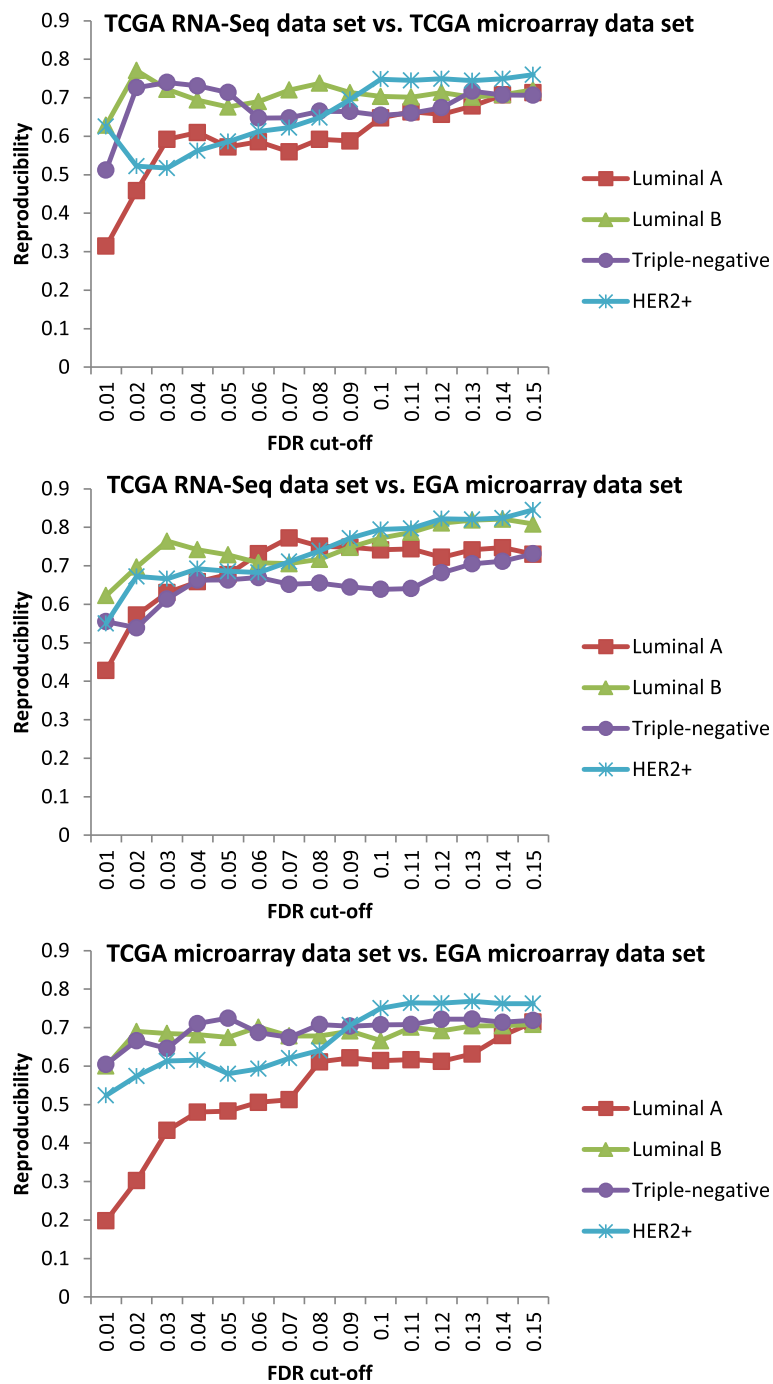 TCGA RNA-Seq data set vs. TCGA microarray data set
0.9
0.8
0.7
0.6
0.5
0.4
0.3
0.2
0.1
0
Reproducibility
0.01 0.02 0.03 0.04 0.05 0.06 0.07 0.08 0.09 0.1 0.11 0.12 0.13 0.14 0.15
FDR cut-off
Luminal A
Luminal B
Triple-negative
HER2+
TCGA RNA-Seq data set vs. EGA microarray data set
0.9
0.8
0.7
0.6
0.5
0.4
0.3
0.2
0.1
0
Reproducibility
0.01 0.02 0.03 0.04 0.05 0.06 0.07 0.08 0.09 0.1 0.11 0.12 0.13 0.14 0.15
FDR cut-off
Luminal A
Luminal B
Triple-negative
HER2+
TCGA microarray data set vs. EGA microarray data set
0.9
0.8
0.7
0.6
0.5
0.4
0.3
0.2
0.1
0
Reproducibility
0.01 0.02 0.03 0.04 0.05 0.06 0.07 0.08 0.09 0.1 0.11 0.12 0.13 0.14 0.15
FDR cut-off
Luminal A
Luminal B
Triple-negative
HER2+